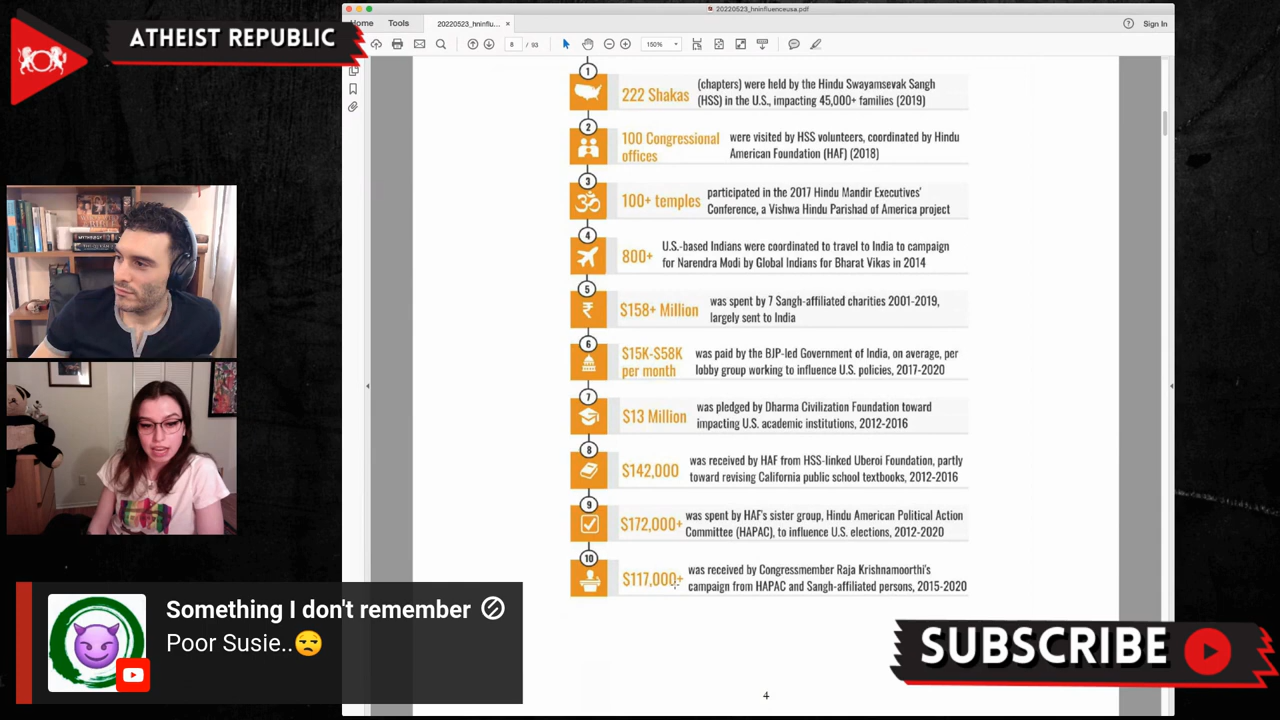 ATHEIST REPUBLIC
20220523_hninfluenceusa.pdf
Home Tools 20220523_hninflu... × Sign In
8 / 93 150%
1
222 Shakas (chapters) were held by the Hindu Swayamsevak Sangh
(HSS) in the U.S., impacting 45,000+ families (2019)
2
100 Congressional offices were visited by HSS volunteers, coordinated by Hindu
American Foundation (HAF) (2018)
3
100+ temples participated in the 2017 Hindu Mandir Executives'
Conference, a Vishwa Hindu Parishad of America project
4
800+ U.S.-based Indians were coordinated to travel to India to campaign
for Narendra Modi by Global Indians for Bharat Vikas in 2014
5
$158+ Million was spent by 7 Sangh-affiliated charities 2001-2019,
largely sent to India
6
$15K-$58K per month was paid by the BJP-led Government of India, on average, per
lobby group working to influence U.S. policies, 2017-2020
7
$13 Million was pledged by Dharma Civilization Foundation toward
impacting U.S. academic institutions, 2012-2016
8
$142,000 was received by HAF from HSS-linked Uberoi Foundation, partly
toward revising California public school textbooks, 2012-2016
9
$172,000+ was spent by HAF's sister group, Hindu American Political Action
Committee (HAPAC), to influence U.S. elections, 2012-2020
10
$117,000+ was received by Congressmember Raja Krishnamoorthi's
campaign from HAPAC and Sangh-affiliated persons, 2015-2020
4
Something I don't remember
Poor Susie..😒
SUBSCRIBE